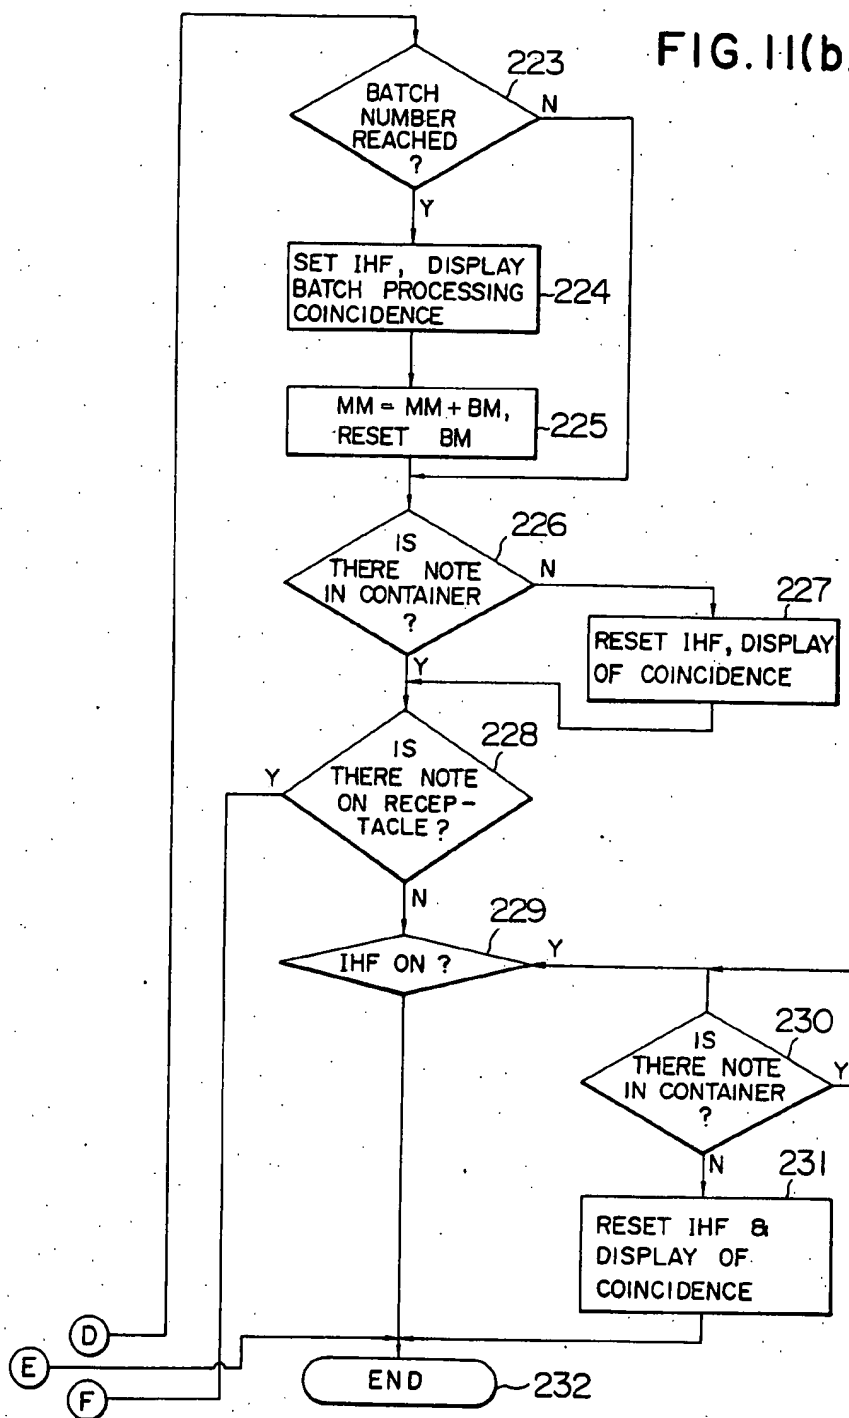 FIG.11(b)
223
BATCH
NUMBER
REACHED
?
N
Y
SET IHF, DISPLAY
BATCH PROCESSING
COINCIDENCE
224
MM = MM + BM,
RESET BM
225
226
IS
THERE NOTE
IN CONTAINER
?
N
Y
227
RESET IHF, DISPLAY
OF COINCIDENCE
228
IS
THERE NOTE
ON RECEP-
TACLE?
Y
N
229
IHF ON ?
Y
230
IS
THERE NOTE
IN CONTAINER
?
Y
N
231
RESET IHF &
DISPLAY OF
COINCIDENCE
D
E
F
END
232